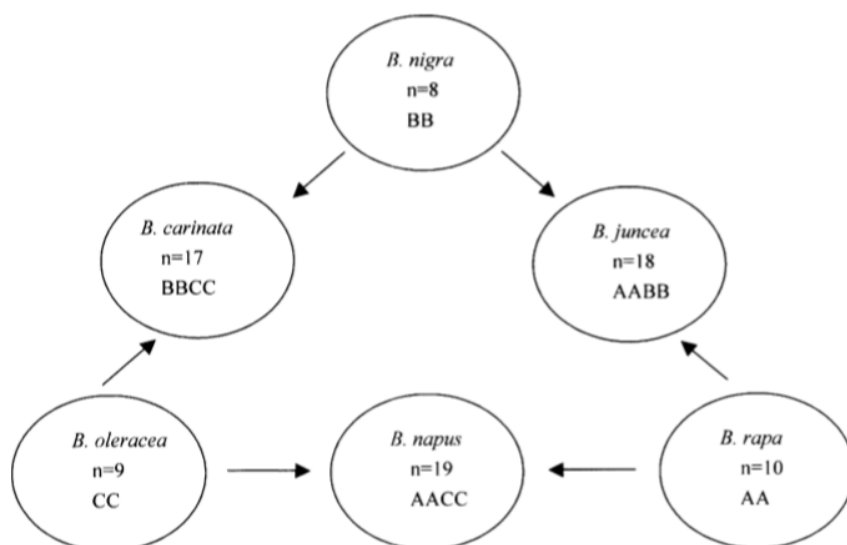 B. nigra
n=8
BB
B. carinata
n=17
BBCC
B. juncea
n=18
AABB
B. oleracea
n=9
CC
B. napus
n=19
AACC
B. rapa
n=10
AA